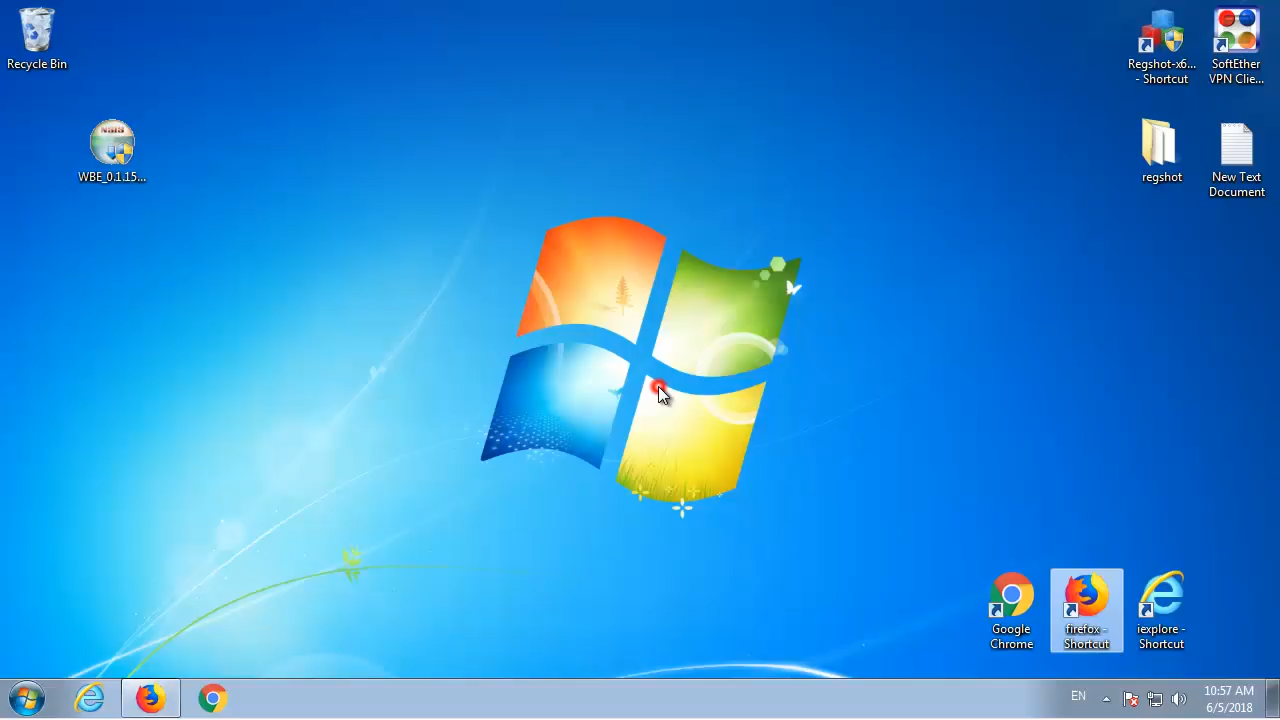 Recycle Bin
WBE_0.1.15...
Regshot-x6...
- Shortcut
SoftEther
VPN Clie...
regshot
New Text
Document
Google
Chrome
firefox -
Shortcut
iexplore -
Shortcut
EN
10:57 AM
6/5/2018